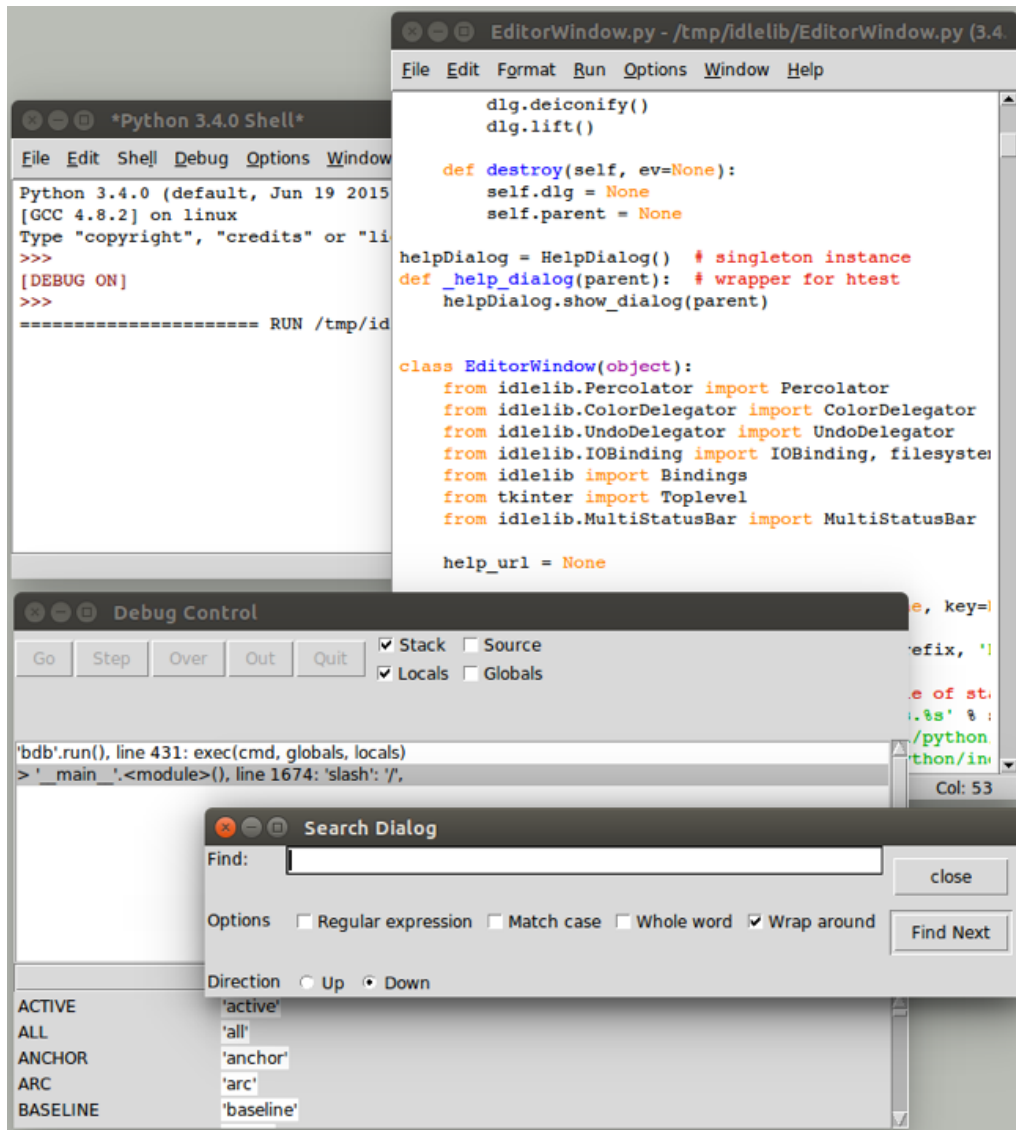 EditorWindow.py - /tmp/idlelib/EditorWindow.py (3.4.
File Edit Format Run Options Window Help
dlg.deiconify()
dlg.lift()
def destroy(self, ev=None):
self.dlg = None
self.parent = None
helpDialog = HelpDialog()  # singleton instance
def _help_dialog(parent):  # wrapper for htest
helpDialog.show_dialog(parent)
class EditorWindow(object):
from idlelib.Percolator import Percolator
from idlelib.ColorDelegator import ColorDelegator
from idlelib.UndoDelegator import UndoDelegator
from idlelib.IOBinding import IOBinding, filesystem
from idlelib import Bindings
from tkinter import Toplevel
from idlelib.MultiStatusBar import MultiStatusBar
help_url = None
e, key=
efix, '
e of sta
.%s' %
/python
thon/in
Col: 53
*Python 3.4.0 Shell*
File Edit Shell Debug Options Window
Python 3.4.0 (default, Jun 19 2015
[GCC 4.8.2] on linux
Type "copyright", "credits" or "li
>>>
[DEBUG ON]
>>>
====================== RUN /tmp/id
Debug Control
Go Step Over Out Quit
Stack Source
Locals Globals
'bdb'.run(), line 431: exec(cmd, globals, locals)
> '__main__'.<module>(), line 1674: 'slash': '/',
Search Dialog
Find:
close
Options Regular expression Match case Whole word Wrap around
Find Next
Direction Up Down
ACTIVE 'active'
ALL 'all'
ANCHOR 'anchor'
ARC 'arc'
BASELINE 'baseline'